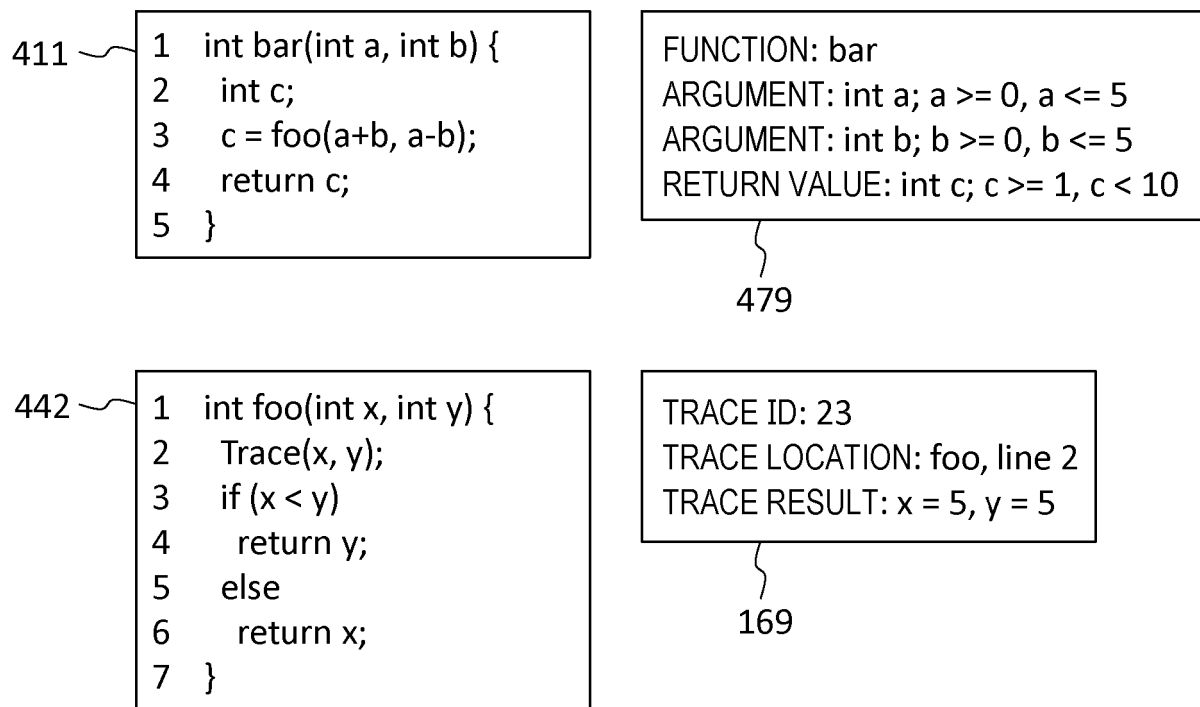 411
1 int bar(int a, int b) {
2 int c;
3 c = foo(a+b, a-b);
4 return c;
5 }
FUNCTION: bar
ARGUMENT: int a; a >= 0, a <= 5
ARGUMENT: int b; b >= 0, b <= 5
RETURN VALUE: int c; c >= 1, c < 10
479
442
1 int foo(int x, int y) {
2 Trace(x, y);
3 if (x < y)
4 return y;
5 else
6 return x;
7 }
TRACE ID: 23
TRACE LOCATION: foo, line 2
TRACE RESULT: x = 5, y = 5
169